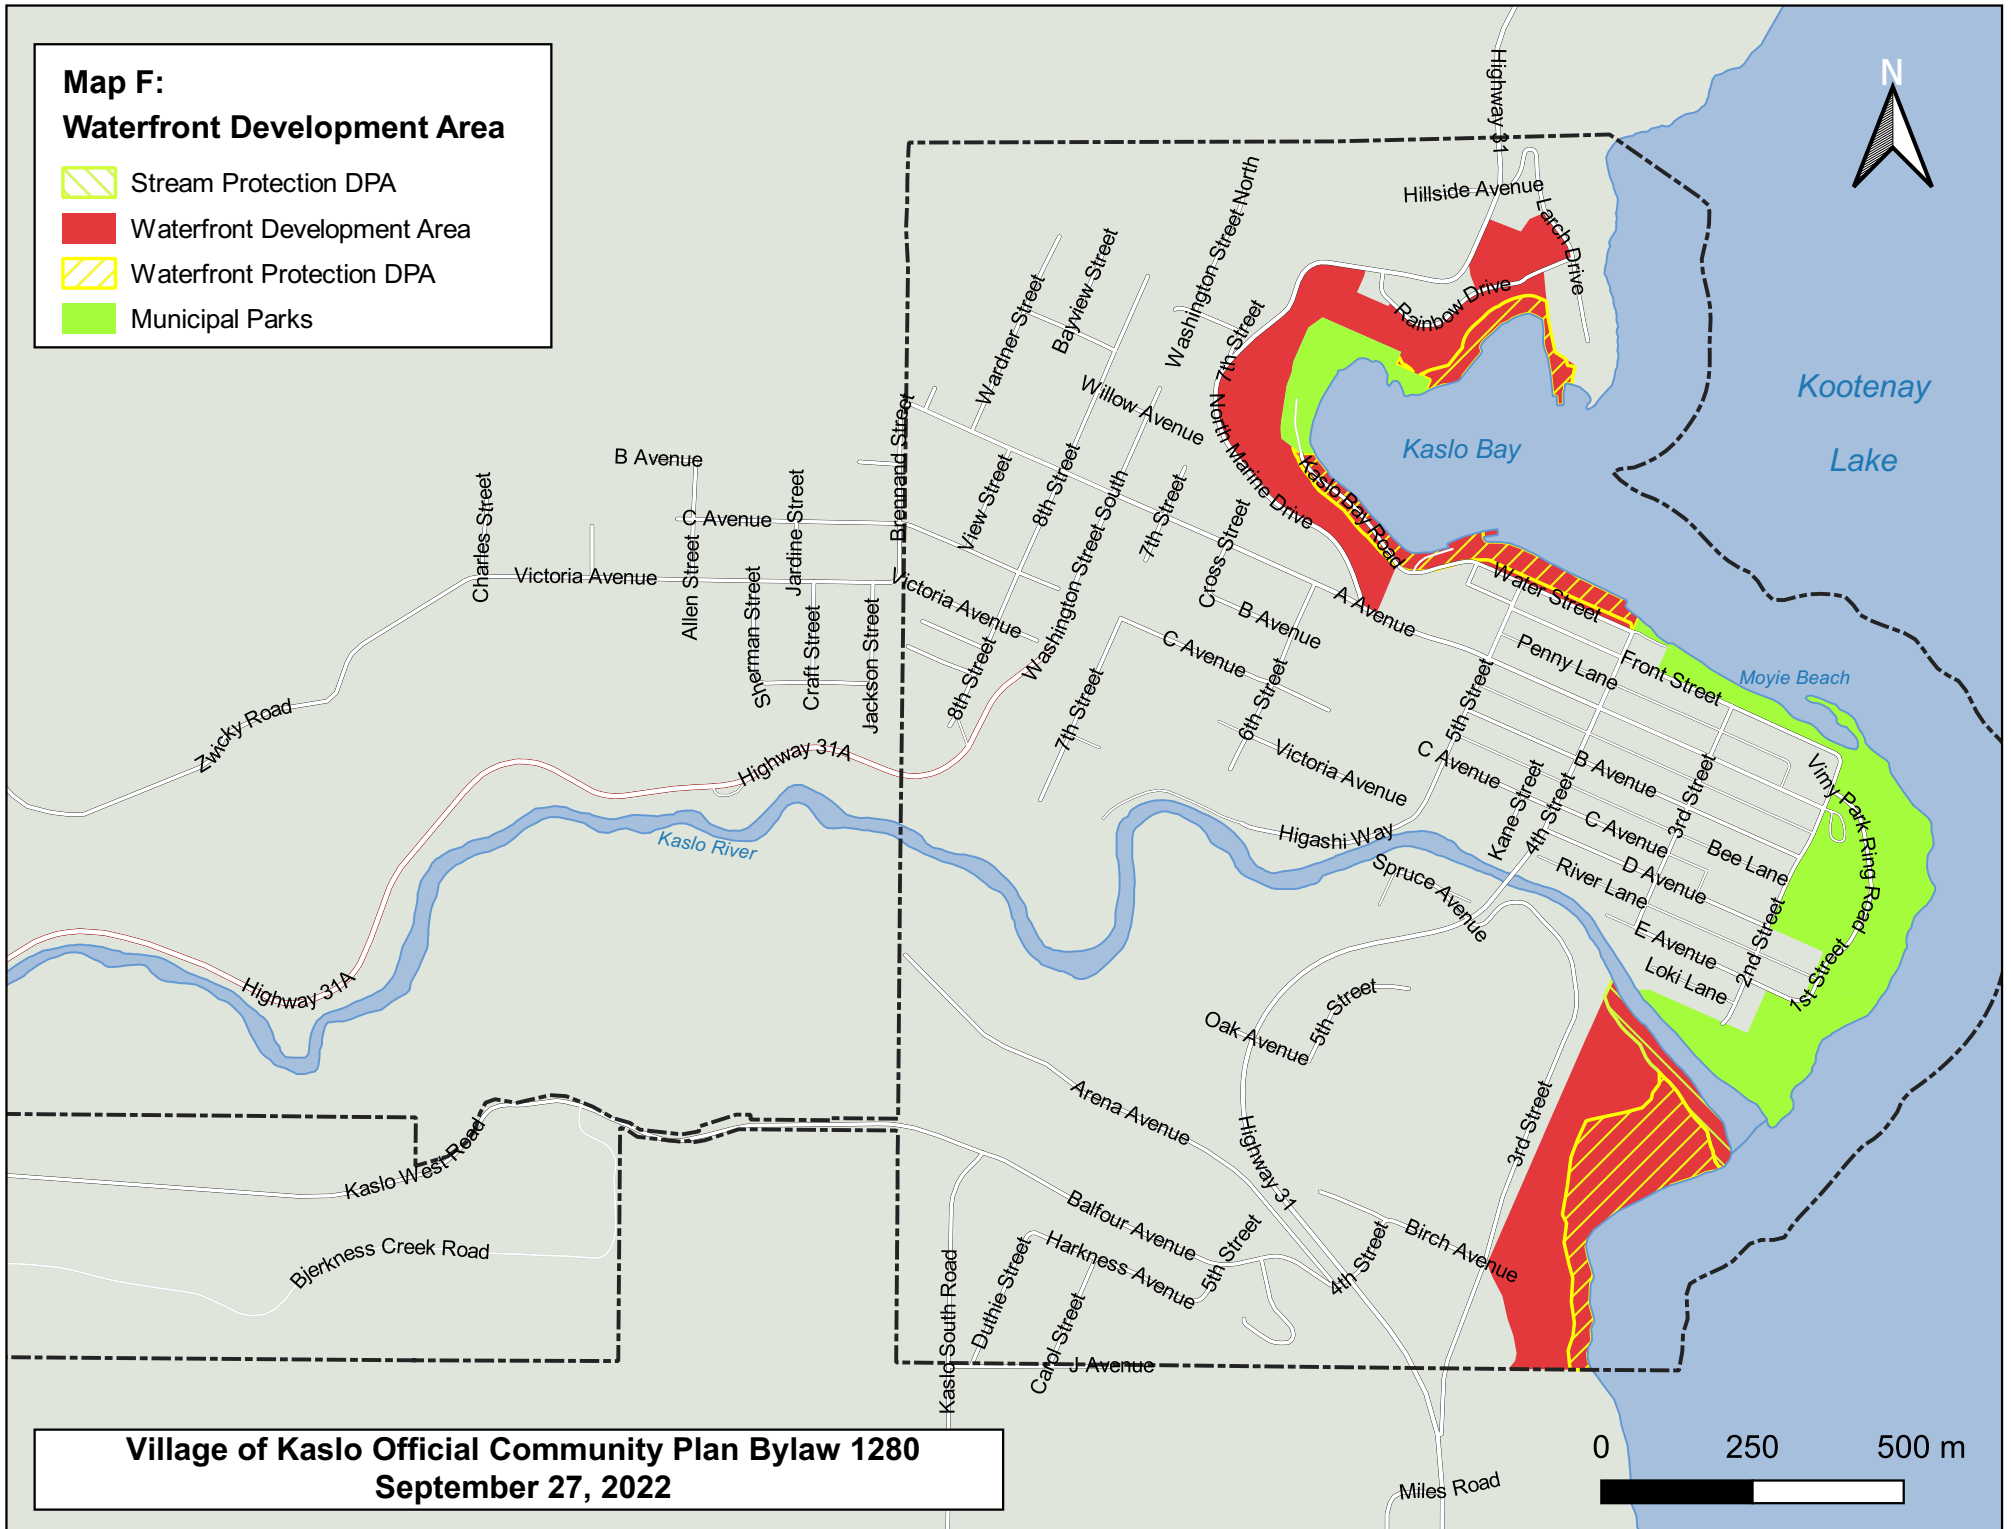 Map F:
Waterfront Development Area
Stream Protection DPA
Waterfront Development Area
Waterfront Protection DPA
Municipal Parks
N
Highway 31
Hillside Avenue
Larch Drive
Rainbow Drive
Washington Street North
Bayview Street
Wardner Street
7th Street
Willow Avenue
North Marine Drive
Kootenay
Lake
Kaslo Bay
Kaslo Bay Road
Brennand Street
B Avenue
Charles Street
C Avenue
Jardine Street
Allen Street
Victoria Avenue
Sherman Street
Craft Street
Jackson Street
View Street
8th Street
Washington Street South
7th Street
Cross Street
Victoria Avenue
8th Street
B Avenue
A Avenue
C Avenue
7th Street
6th Street
Victoria Avenue
Water Street
Penny Lane
Front Street
Moyie Beach
5th Street
C Avenue
B Avenue
Kane Street
4th Street
3rd Street
C Avenue
Bee Lane
D Avenue
River Lane
E Avenue
Loki Lane
2nd Street
1st Street
Vimy Park Ring Road
Zwicky Road
Highway 31A
Kaslo River
Higashi Way
Spruce Avenue
Highway 31A
5th Street
Oak Avenue
Arena Avenue
Highway 31
3rd Street
Kaslo West Road
Bjerkness Creek Road
Balfour Avenue
Harkness Avenue
5th Street
4th Street
Birch Avenue
Duthie Street
Carol Street
Kaslo South Road
J Avenue
Miles Road
0 250 500 m
Village of Kaslo Official Community Plan Bylaw 1280
September 27, 2022